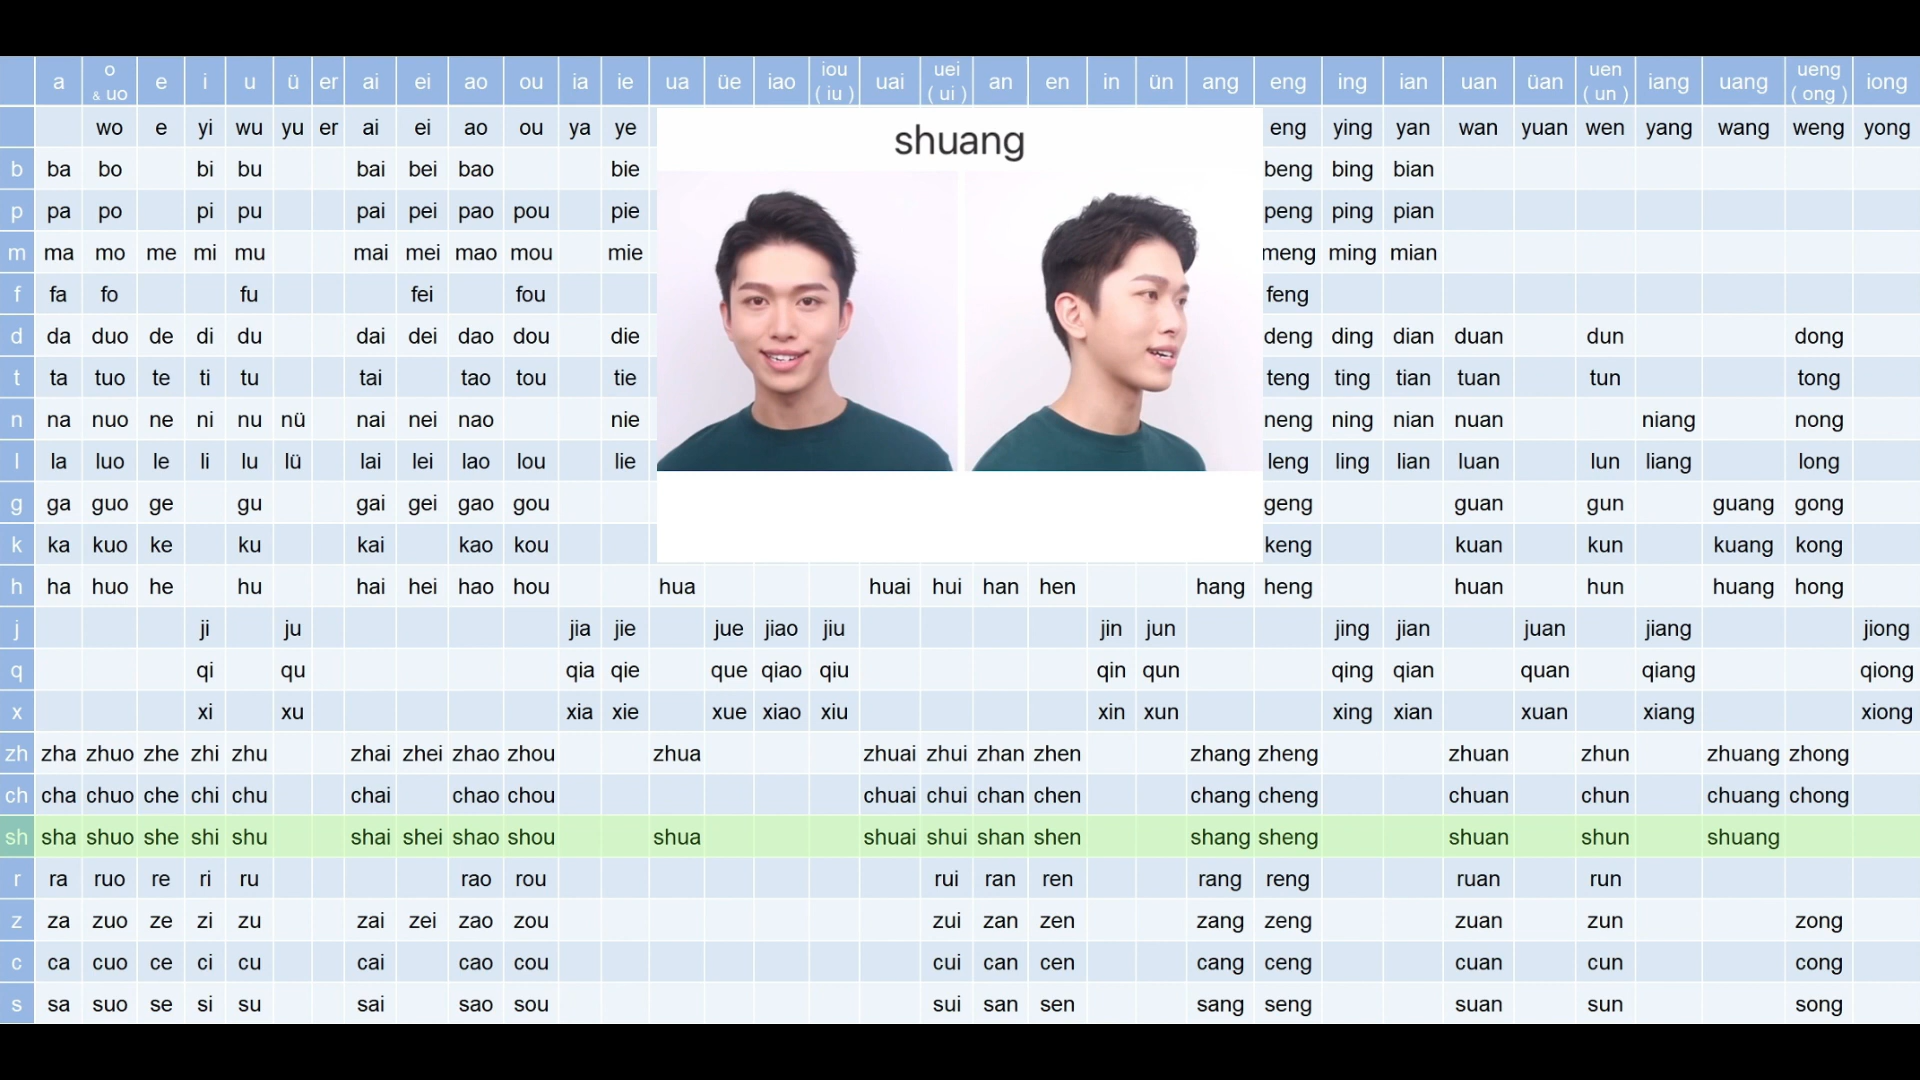 a o & uo e i u ü er ai ei ao ou ia ie ua üe iao iou ( iu ) uai uei ( ui ) an en in ün ang eng ing ian uan üan uen ( un ) iang uang ueng ( ong ) iong
wo e yi wu yu er ai ei ao ou ya ye eng ying yan wan yuan wen yang wang weng yong
shuang
b ba bo bi bu bai bei bao bie beng bing bian
p pa po pi pu pai pei pao pou pie peng ping pian
m ma mo me mi mu mai mei mao mou mie meng ming mian
f fa fo fu fei fou feng
d da duo de di du dai dei dao dou die deng ding dian duan dun dong
t ta tuo te ti tu tai tao tou tie teng ting tian tuan tun tong
n na nuo ne ni nu nü nai nei nao nie neng ning nian nuan niang nong
l la luo le li lu lü lai lei lao lou lie leng ling lian luan lun liang long
g ga guo ge gu gai gei gao gou geng guan gun guang gong
k ka kuo ke ku kai kao kou keng kuan kun kuang kong
h ha huo he hu hai hei hao hou hua huai hui han hen hang heng huan hun huang hong
j ji ju jia jie jue jiao jiu jin jun jing jian juan jiang jiong
q qi qu qia qie que qiao qiu qin qun qing qian quan qiang qiong
x xi xu xia xie xue xiao xiu xin xun xing xian xuan xiang xiong
zh zha zhuo zhe zhi zhu zhai zhei zhao zhou zhua zhuai zhui zhan zhen zhang zheng zhuan zhun zhuang zhong
ch cha chuo che chi chu chai chao chou chuai chui chan chen chang cheng chuan chun chuang chong
sh sha shuo she shi shu shai shei shao shou shua shuai shui shan shen shang sheng shuan shun shuang
r ra ruo re ri ru rao rou rui ran ren rang reng ruan run
z za zuo ze zi zu zai zei zao zou zui zan zen zang zeng zuan zun zong
c ca cuo ce ci cu cai cao cou cui can cen cang ceng cuan cun cong
s sa suo se si su sai sao sou sui san sen sang seng suan sun song